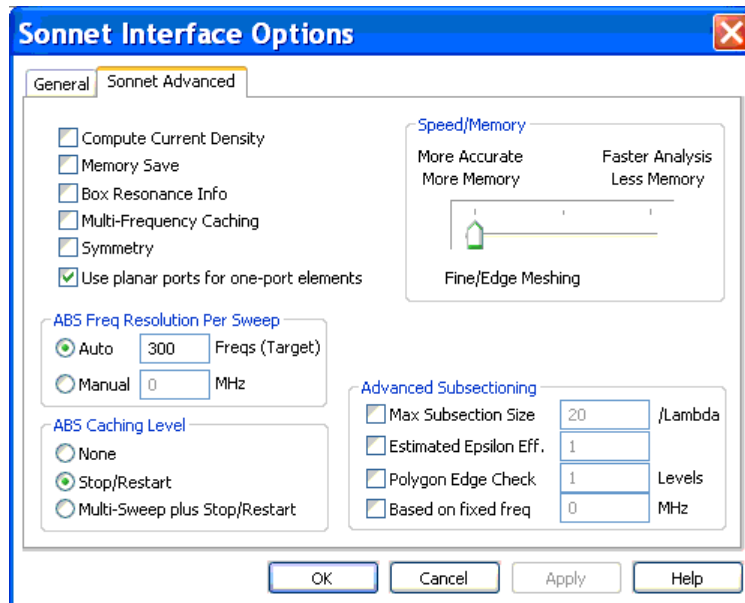 Sonnet Interface Options
General
Sonnet Advanced
Compute Current Density
Memory Save
Box Resonance Info
Multi-Frequency Caching
Symmetry
Use planar ports for one-port elements
Speed/Memory
More Accurate Faster Analysis
More Memory Less Memory
Fine/Edge Meshing
ABS Freq Resolution Per Sweep
Auto 300 Freqs (Target)
Manual 0 MHz
ABS Caching Level
None
Stop/Restart
Multi-Sweep plus Stop/Restart
Advanced Subsectioning
Max Subsection Size 20 /Lambda
Estimated Epsilon Eff. 1
Polygon Edge Check 1 Levels
Based on fixed freq 0 MHz
OK Cancel Apply Help